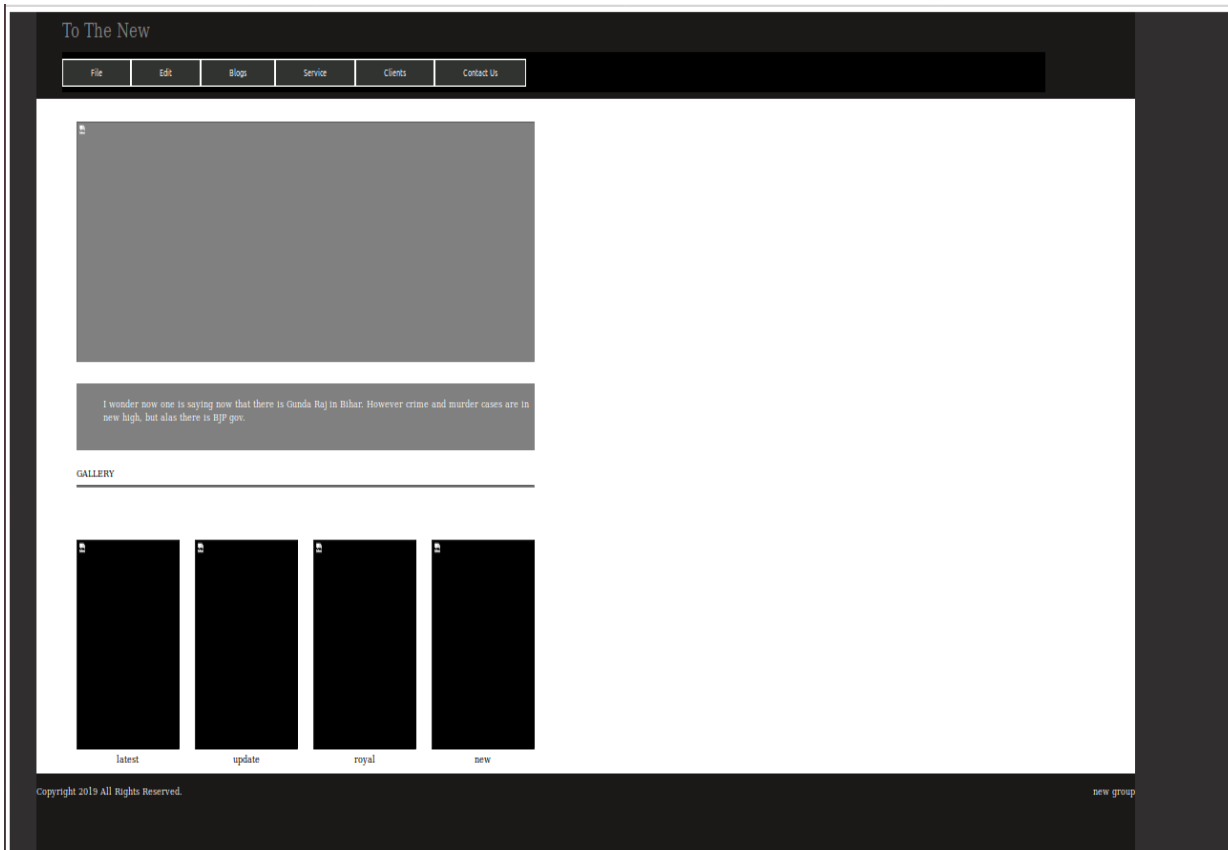 To The New
File Edit Blogs Service Clients Contact Us
I wonder now one is saying now that there is Gunda Raj in Bihar. However crime and murder cases are in
new high, but alas there is BJP gov.
GALLERY
latest update royal new
Copyright 2019 All Rights Reserved. new group